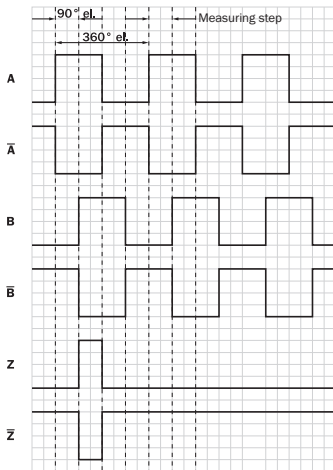 90° el.
Measuring step
360° el.
A
A̅
B
B̅
Z
Z̅